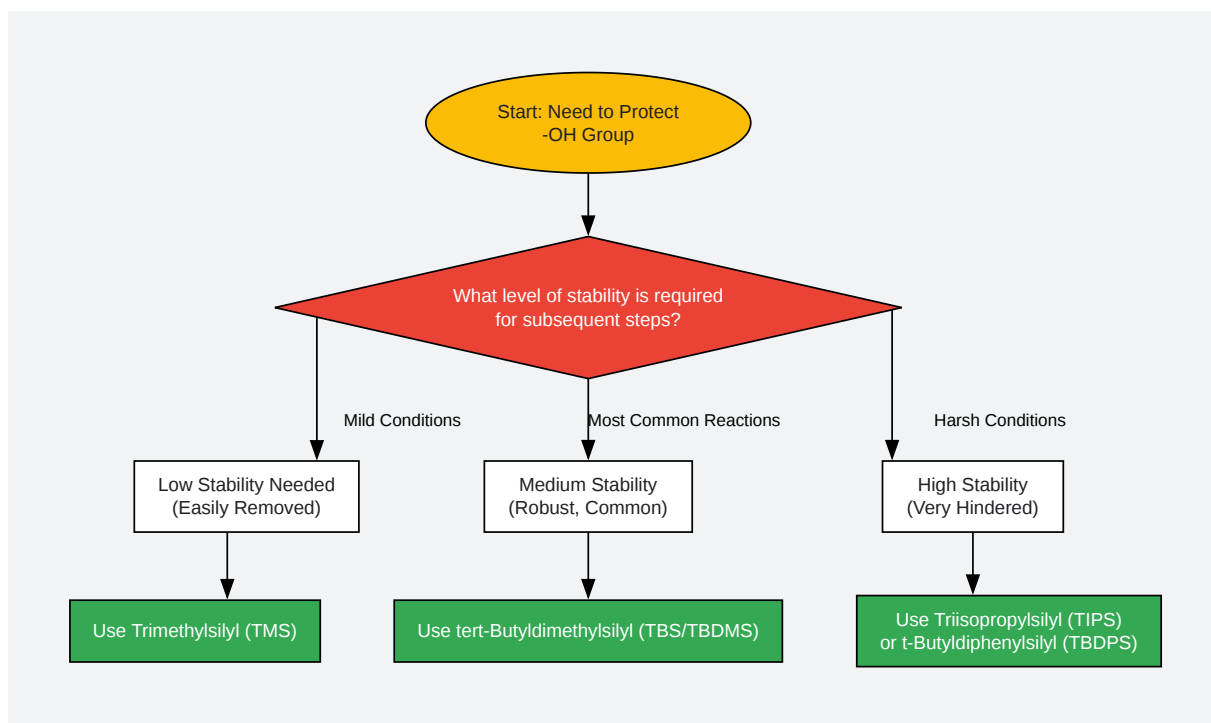 Start: Need to Protect
-OH Group
What level of stability is required
for subsequent steps?
Mild Conditions
Most Common Reactions
Harsh Conditions
Low Stability Needed
(Easily Removed)
Medium Stability
(Robust, Common)
High Stability
(Very Hindered)
Use Trimethylsilyl (TMS)
Use tert-Butyldimethylsilyl (TBS/TBDMS)
Use Triisopropylsilyl (TIPS)
or t-Butyldiphenylsilyl (TBDPS)